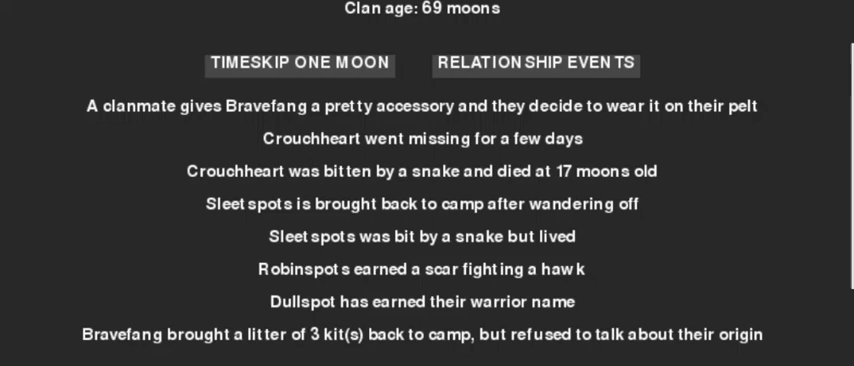 Clan age: 69 moons
TIMESKIP ONE MOON RELATIONSHIP EVENTS
A clanmate gives Bravefang a pretty accessory and they decide to wear it on their pelt
Crouchheart went missing for a few days
Crouchheart was bitten by a snake and died at 17 moons old
Sleetspots is brought back to camp after wandering off
Sleetspots was bit by a snake but lived
Robinspots earned a scar fighting a hawk
Dullspot has earned their warrior name
Bravefang brought a litter of 3 kit(s) back to camp, but refused to talk about their origin